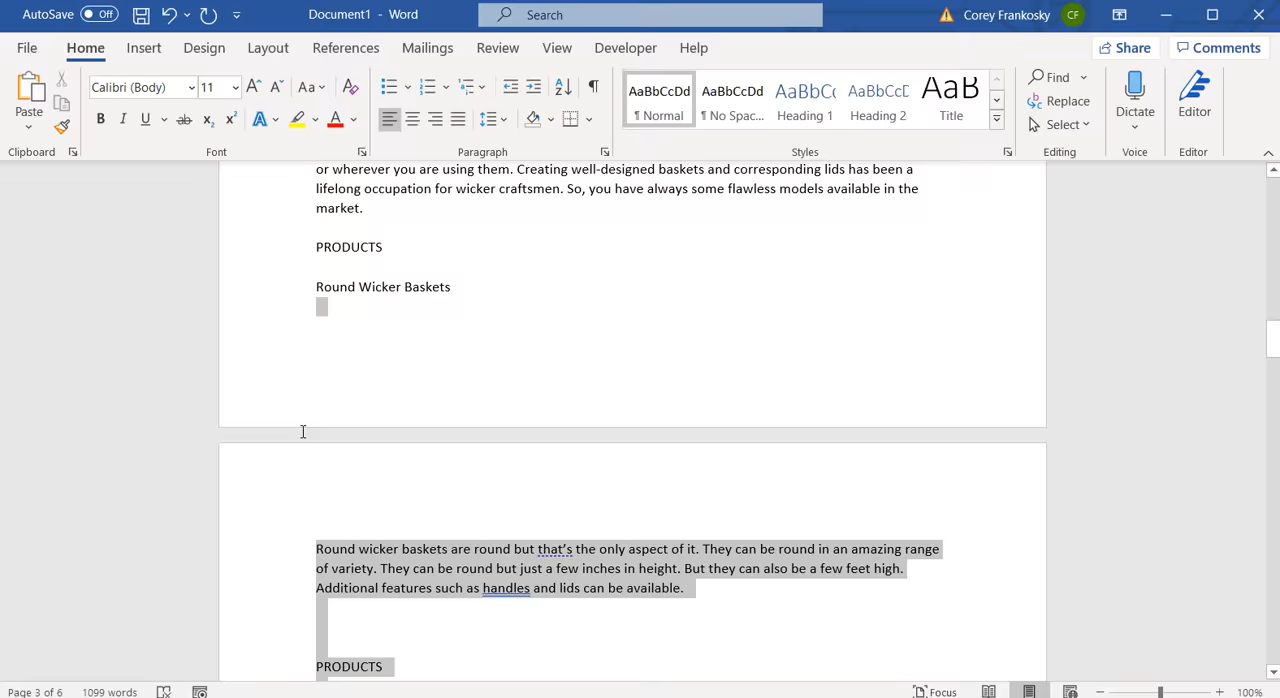 AutoSave Off Document1 - Word Search Corey Frankosky CF
File Home Insert Design Layout References Mailings Review View Developer Help Share Comments
Paste
Calibri (Body) 11 Aa
AaBbCcDd AaBbCcDd AaBbCc AaBbCcD AaB
¶ Normal ¶ No Spac... Heading 1 Heading 2 Title
Find
Replace
Select
Dictate
Editor
Clipboard Font Paragraph Styles Editing Voice Editor
or wherever you are using them. Creating well-designed baskets and corresponding lids has been a
lifelong occupation for wicker craftsmen. So, you have always some flawless models available in the
market.
PRODUCTS
Round Wicker Baskets
Round wicker baskets are round but that's the only aspect of it. They can be round in an amazing range
of variety. They can be round but just a few inches in height. But they can also be a few feet high.
Additional features such as handles and lids can be available.
PRODUCTS
Page 3 of 6 1099 words Focus 100%